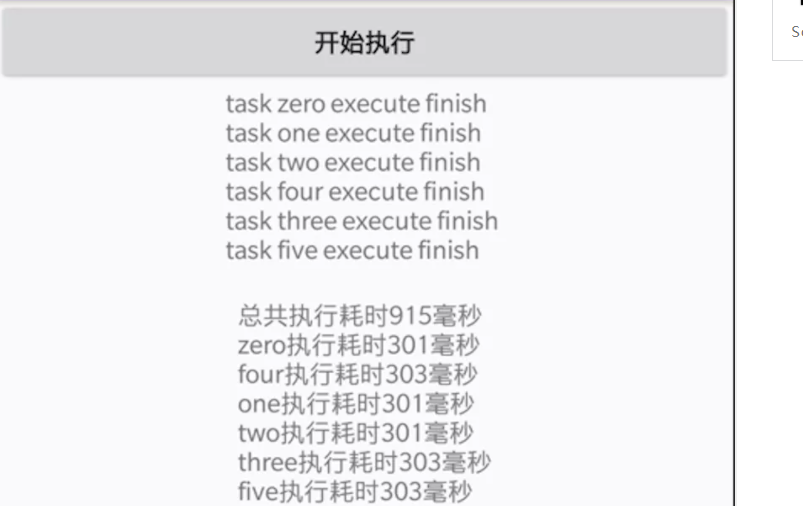 开始执行
task zero execute finish
task one execute finish
task two execute finish
task four execute finish
task three execute finish
task five execute finish
总共执行耗时915毫秒
zero执行耗时301毫秒
four执行耗时303毫秒
one执行耗时301毫秒
two执行耗时301毫秒
three执行耗时303毫秒
five执行耗时303毫秒